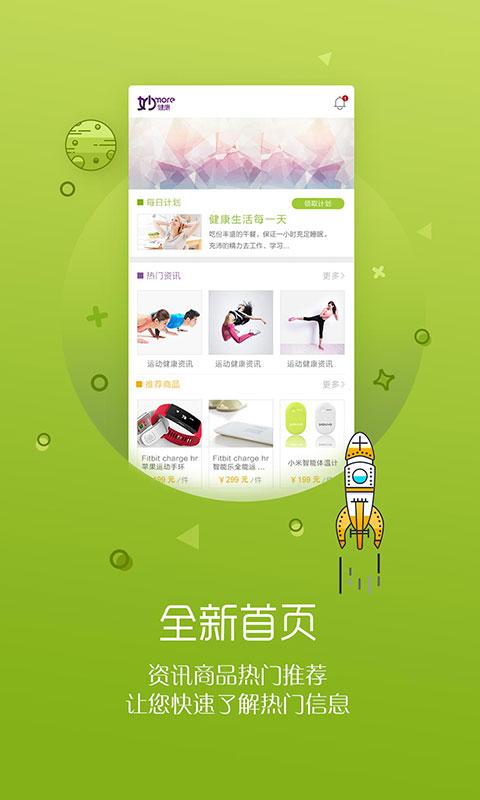 妙more
健康
1
每日计划
领取计划
健康生活每一天
吃份丰盛的午餐，保证一小时充足睡眠，
充沛的精力去工作、学习...
热门资讯
更多>
运动健康资讯
运动健康资讯
运动健康资讯
推荐商品
更多>
Fitbit charge hr
苹果运动手环
¥ 199 元 / 件
Fitbit charge hr
智能乐全能运 ...
¥ 299 元 / 件
小米智能体温计
¥ 199 元 / 件
全新首页
资讯商品热门推荐
让您快速了解热门信息